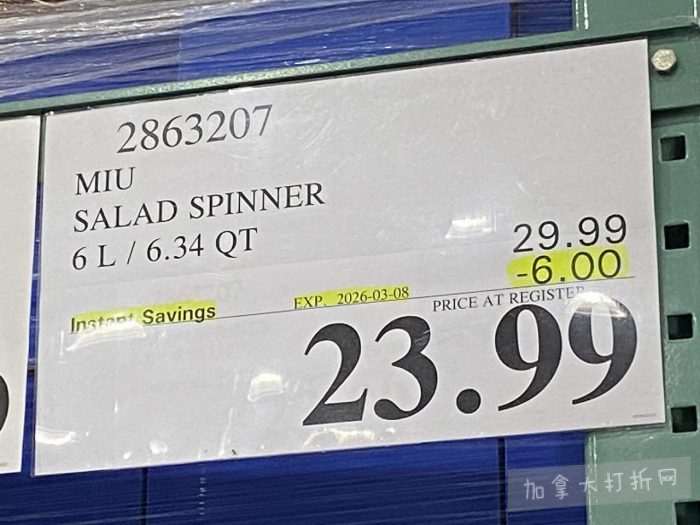 2863207
MIU
SALAD SPINNER
6 L / 6.34 QT
29.99
-6.00
Instant Savings
EXP. 2026-03-08
PRICE AT REGISTER
23.99
加拿大打折网